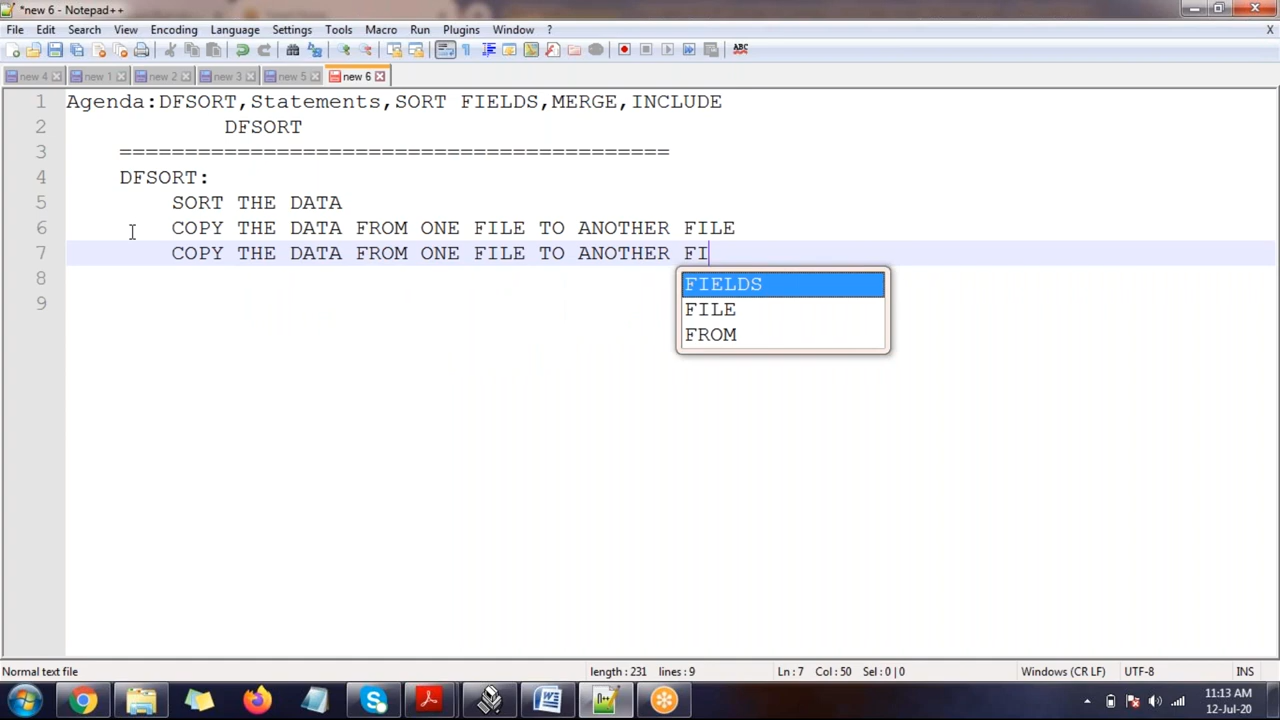 *new 6 - Notepad++
File Edit Search View Encoding Language Settings Tools Macro Run Plugins Window ? X
new 4 new 1 new 2 new 3 new 5 new 6
1 Agenda:DFSORT,Statements,SORT FIELDS,MERGE,INCLUDE
2 DFSORT
3 ==========================================
4 DFSORT:
5 SORT THE DATA
6 COPY THE DATA FROM ONE FILE TO ANOTHER FILE
7 COPY THE DATA FROM ONE FILE TO ANOTHER FI
8
9
FIELDS
FILE
FROM
Normal text file length : 231 lines : 9 Ln : 7 Col : 50 Sel : 0 | 0 Windows (CR LF) UTF-8 INS
11:13 AM
12-Jul-20